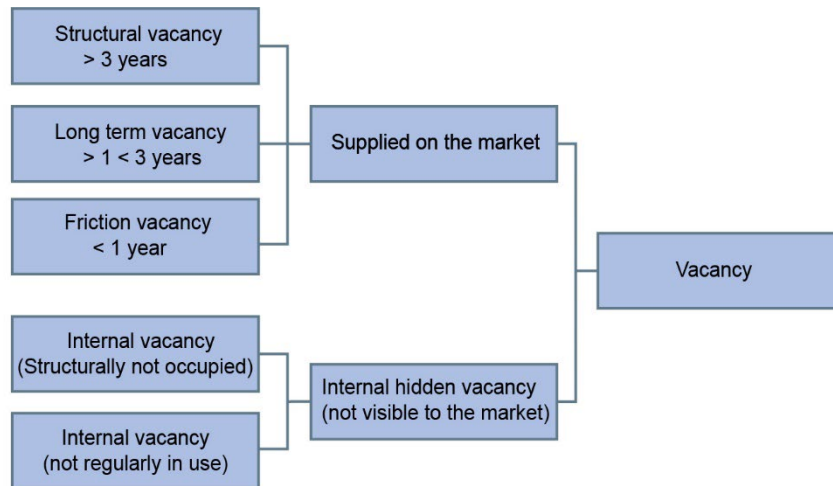 Structural vacancy
> 3 years
Long term vacancy
> 1 < 3 years
Friction vacancy
< 1 year
Supplied on the market
Vacancy
Internal vacancy
(Structurally not occupied)
Internal hidden vacancy
(not visible to the market)
Internal vacancy
(not regularly in use)